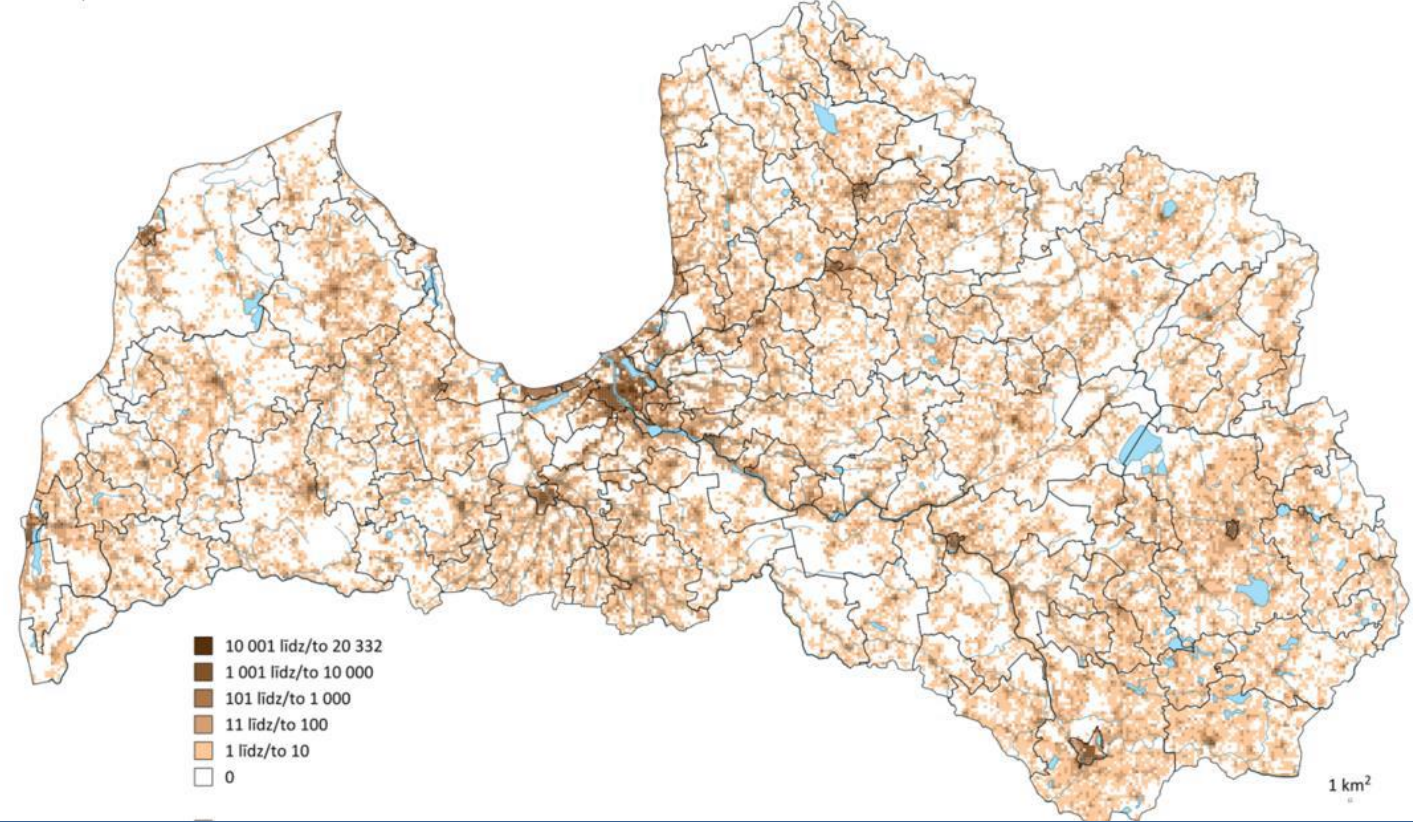 10 001 līdz/to 20 332
1 001 līdz/to 10 000
101 līdz/to 1 000
11 līdz/to 100
1 līdz/to 10
0
1 km²